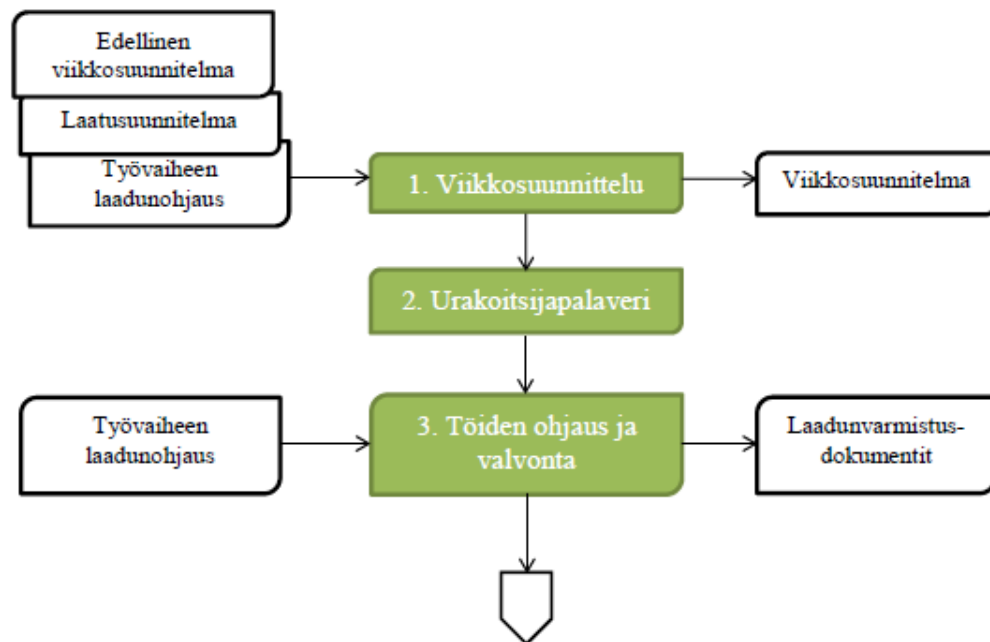 Edellinen
viikkosuunnitelma
Laatusuunnitelma
Työvaiheen
laadunohjaus
1. Viikkosuunnittelu
Viikkosuunnitelma
2. Urakoitsijapalaveri
Työvaiheen
laadunohjaus
3. Töiden ohjaus ja
valvonta
Laadunvarmistus-
dokumentit